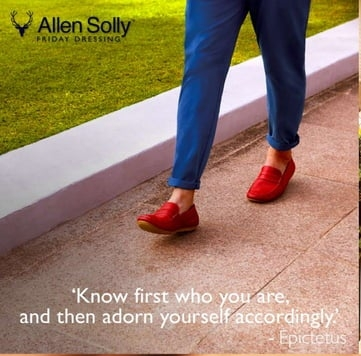 Allen Solly
FRIDAY DRESSING
‘Know first who you are,
and then adorn yourself accordingly.’
- Epictetus